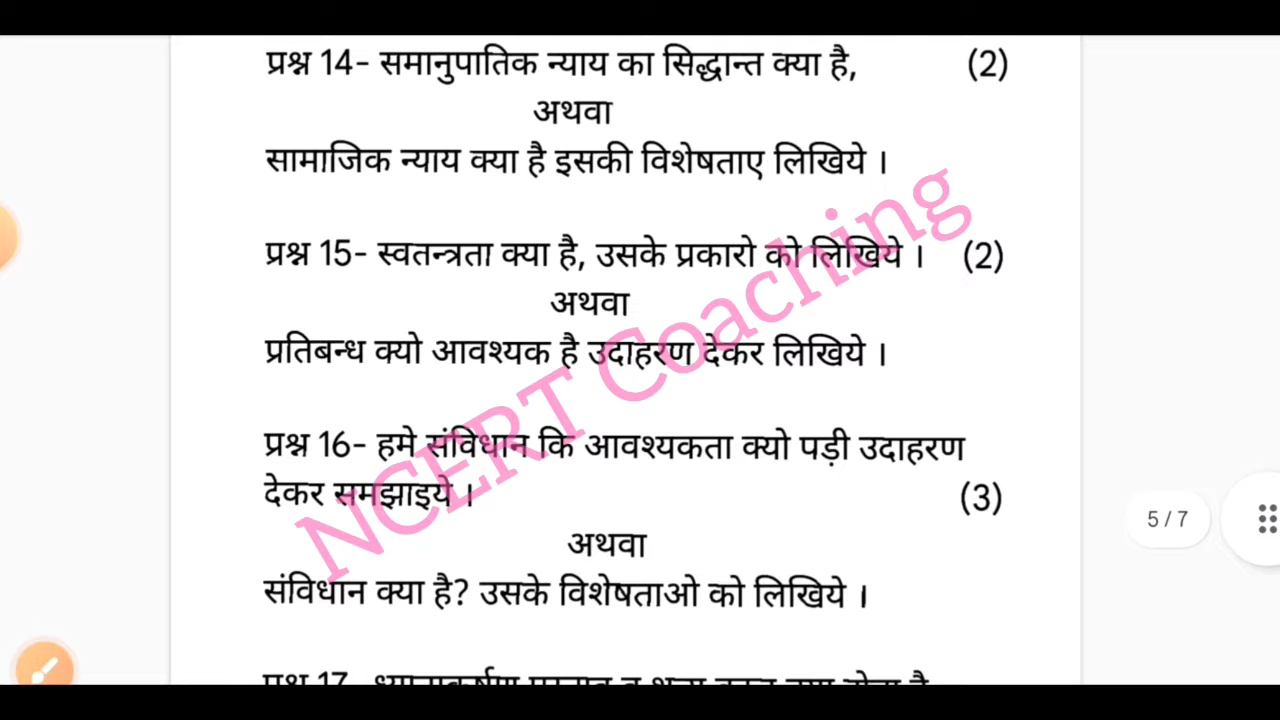 प्रश्न 14- समानुपातिक न्याय का सिद्धान्त क्या है, (2)
अथवा
सामाजिक न्याय क्या है इसकी विशेषताए लिखिये ।
प्रश्न 15- स्वतन्त्रता क्या है, उसके प्रकारो को लिखिये । (2)
अथवा
प्रतिबन्ध क्यो आवश्यक है उदाहरण देकर लिखिये ।
प्रश्न 16- हमे संविधान कि आवश्यकता क्यो पड़ी उदाहरण
देकर समझाइये । (3)
अथवा
संविधान क्या है? उसके विशेषताओ को लिखिये ।
प्रश्न 17-
NCERT Coaching
5 / 7